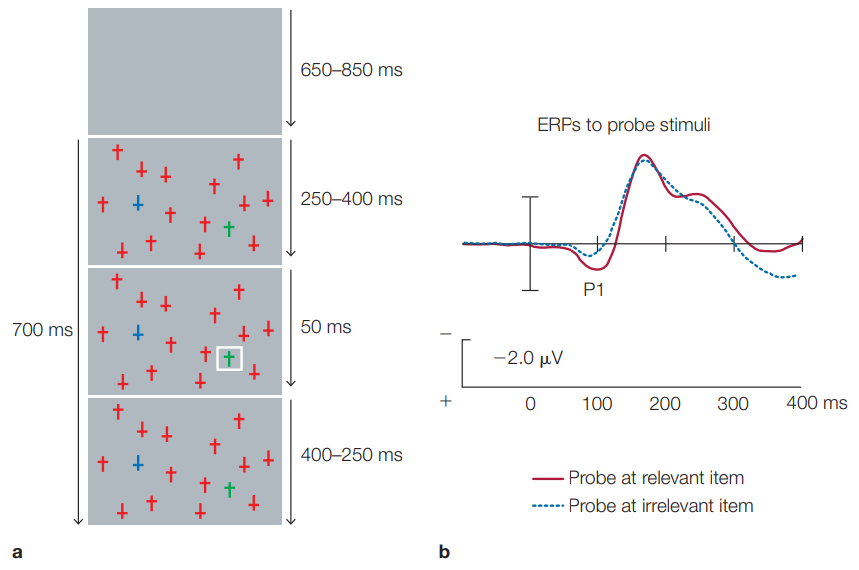 650–850 ms
250–400 ms
700 ms
50 ms
400–250 ms
a
ERPs to probe stimuli
P1
−
−2.0 μV
+
0 100 200 300 400 ms
Probe at relevant item
Probe at irrelevant item
b